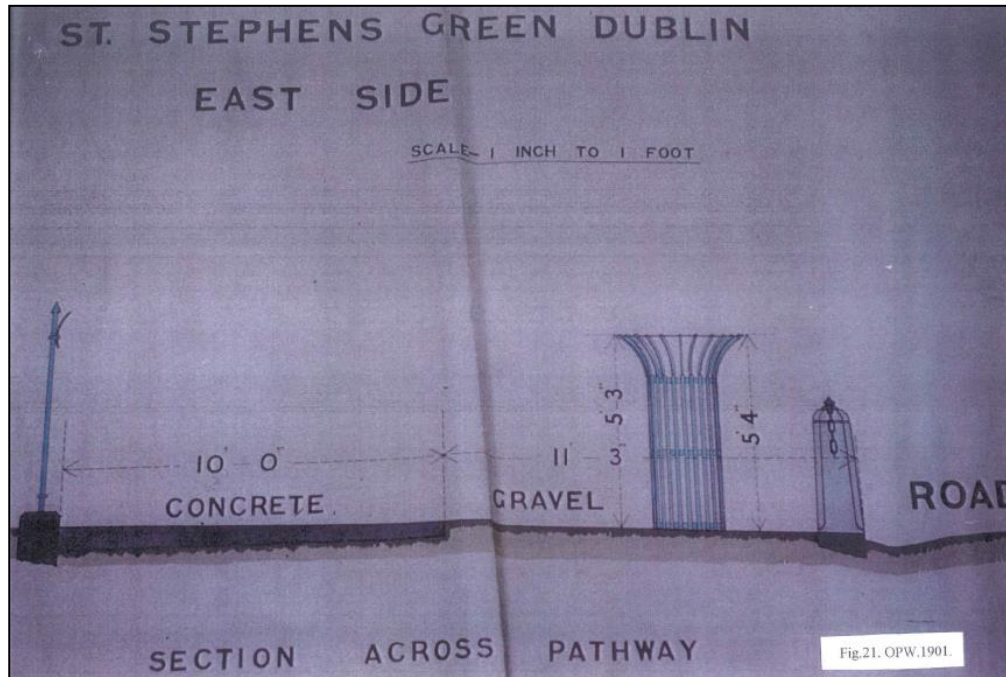 ST. STEPHENS GREEN DUBLIN
EAST SIDE
SCALE- 1 INCH TO 1 FOOT
10' - 0"
11' - 3"
5'-3"
5'4"
CONCRETE.
GRAVEL
ROAD
SECTION ACROSS PATHWAY
Fig.21. OPW.1901.